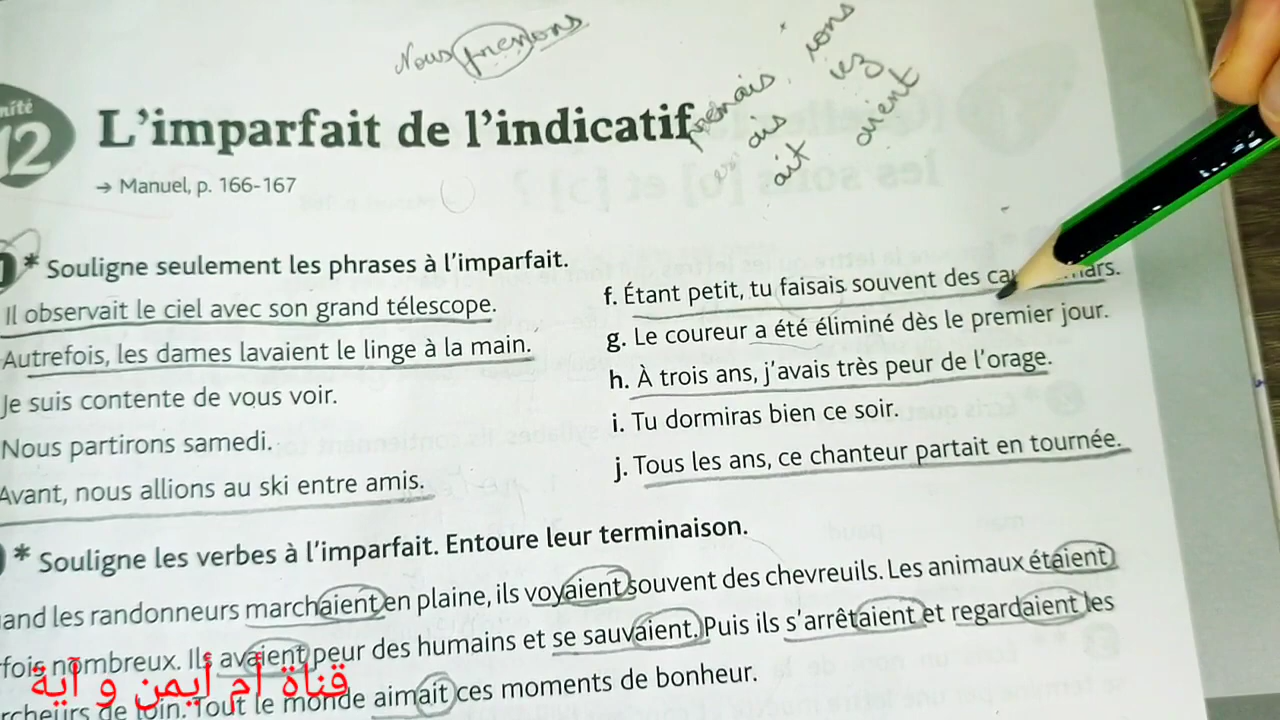 Nous prenons
prenais ions
ais iez
ait aient
nité
12
L'imparfait de l'indicatif
→ Manuel, p. 166-167
1 * Souligne seulement les phrases à l'imparfait.
Il observait le ciel avec son grand télescope.
Autrefois, les dames lavaient le linge à la main.
Je suis contente de vous voir.
Nous partirons samedi.
Avant, nous allions au ski entre amis.
f. Étant petit, tu faisais souvent des
g. Le coureur a été éliminé dès le premier jour.
h. À trois ans, j'avais très peur de l'orage.
i. Tu dormiras bien ce soir.
j. Tous les ans, ce chanteur partait en tournée.
* Souligne les verbes à l'imparfait. Entoure leur terminaison.
and les randonneurs marchaient en plaine, ils voyaient souvent des chevreuils. Les animaux étaient
fois nombreux. Ils avaient peur des humains et se sauvaient. Puis ils s'arrêtaient et regardaient les
rcheurs de loin. Tout le monde aimait ces moments de bonheur.
قناة أم أيمن و آية